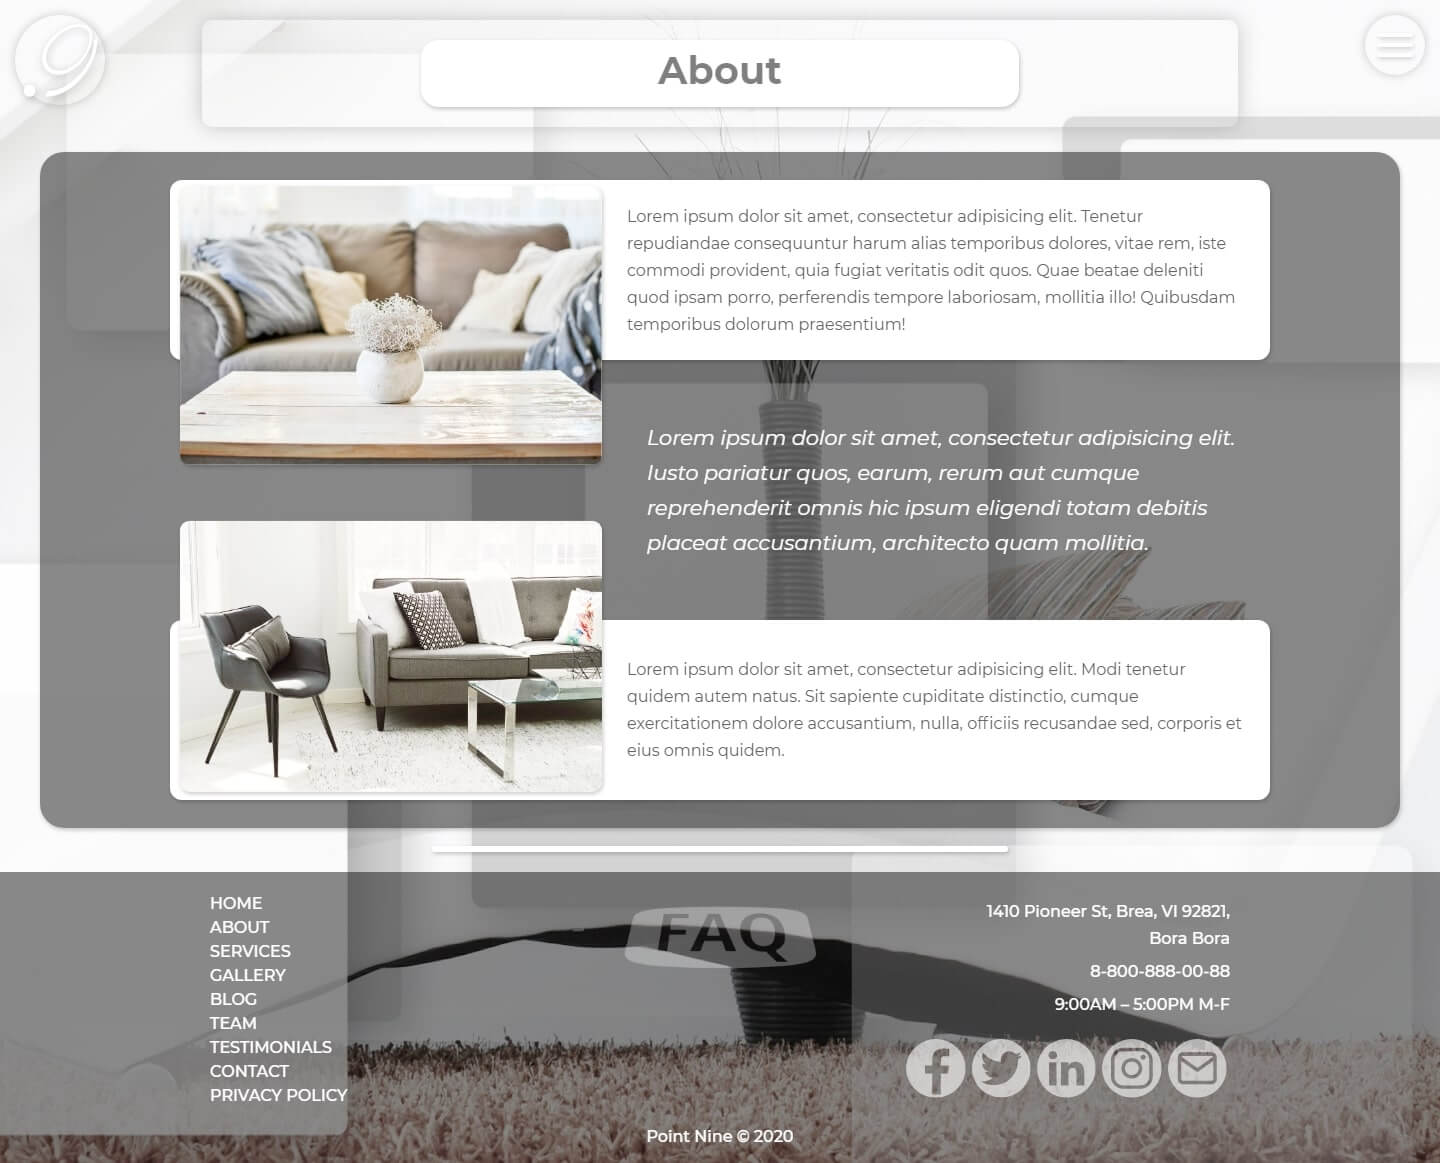 .9
About
Lorem ipsum dolor sit amet, consectetur adipisicing elit. Tenetur
repudiandae consequuntur harum alias temporibus dolores, vitae rem, iste
commodi provident, quia fugiat veritatis odit quos. Quae beatae deleniti
quod ipsam porro, perferendis tempore laboriosam, mollitia illo! Quibusdam
temporibus dolorum praesentium!
Lorem ipsum dolor sit amet, consectetur adipisicing elit.
Iusto pariatur quos, earum, rerum aut cumque
reprehenderit omnis hic ipsum eligendi totam debitis
placeat accusantium, architecto quam mollitia.
Lorem ipsum dolor sit amet, consectetur adipisicing elit. Modi tenetur
quidem autem natus. Sit sapiente cupiditate distinctio, cumque
exercitationem dolore accusantium, nulla, officiis recusandae sed, corporis et
eius omnis quidem.
HOME
ABOUT
SERVICES
GALLERY
BLOG
TEAM
TESTIMONIALS
CONTACT
PRIVACY POLICY
FAQ
1410 Pioneer St, Brea, VI 92821,
Bora Bora
8-800-888-00-88
9:00AM – 5:00PM M-F
Point Nine © 2020